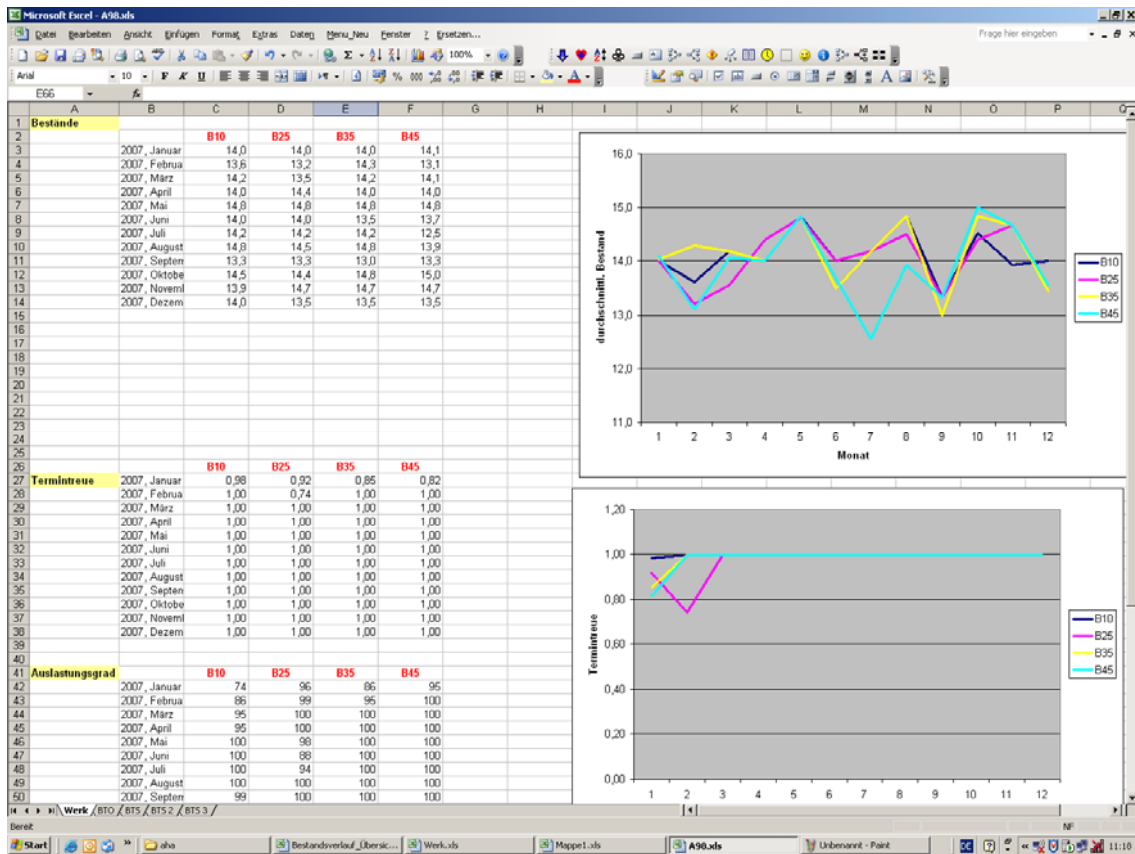 Microsoft Excel - A98.xls
Datei Bearbeiten Ansicht Einfügen Format Extras Daten Menu_Neu Fenster ? Ersetzen... Frage hier eingeben
100%
Arial 10 F K U % 000
E66 fx
A B C D E F G H I J K L M N O P Q
1 Bestände
2 B10 B25 B35 B45
3 2007, Januar 14,0 14,0 14,0 14,1
4 2007, Februa 13,6 13,2 14,3 13,1
5 2007, März 14,2 13,5 14,2 14,1
6 2007, April 14,0 14,4 14,0 14,0
7 2007, Mai 14,8 14,8 14,8 14,8
8 2007, Juni 14,0 14,0 13,5 13,7
9 2007, Juli 14,2 14,2 14,2 12,5
10 2007, August 14,8 14,5 14,8 13,9
11 2007, Septen 13,3 13,3 13,0 13,3
12 2007, Oktobe 14,5 14,4 14,8 15,0
13 2007, Noveml 13,9 14,7 14,7 14,7
14 2007, Dezem 14,0 13,5 13,5 13,5
15
16
17
18
19
20
21
22
23
24
25
26 B10 B25 B35 B45
27 Termintreue 2007, Januar 0,98 0,92 0,85 0,82
28 2007, Februa 1,00 0,74 1,00 1,00
29 2007, März 1,00 1,00 1,00 1,00
30 2007, April 1,00 1,00 1,00 1,00
31 2007, Mai 1,00 1,00 1,00 1,00
32 2007, Juni 1,00 1,00 1,00 1,00
33 2007, Juli 1,00 1,00 1,00 1,00
34 2007, August 1,00 1,00 1,00 1,00
35 2007, Septen 1,00 1,00 1,00 1,00
36 2007, Oktobe 1,00 1,00 1,00 1,00
37 2007, Noveml 1,00 1,00 1,00 1,00
38 2007, Dezem 1,00 1,00 1,00 1,00
39
40
41 Auslastungsgrad B10 B25 B35 B45
42 2007, Januar 74 96 86 95
43 2007, Februa 86 99 95 100
44 2007, März 95 100 100 100
45 2007, April 95 100 100 100
46 2007, Mai 100 98 100 100
47 2007, Juni 100 88 100 100
48 2007, Juli 100 94 100 100
49 2007, August 100 100 100 100
50 2007, Septen 99 100 100 100
16,0
15,0
14,0
13,0
12,0
11,0
durchschnittl. Bestand
1 2 3 4 5 6 7 8 9 10 11 12
Monat
B10
B25
B35
B45
1,20
1,00
0,80
0,60
0,40
0,20
0,00
Termintreue
1 2 3 4 5 6 7 8 9 10 11 12
B10
B25
B35
B45
Werk / BTO / BTS / BTS 2 / BTS 3
Bereit NF
Start aha Bestandsverlauf_Übersic... Werk.xls Mappe1.xls A98.xls Unbenannt - Paint DE 11:10